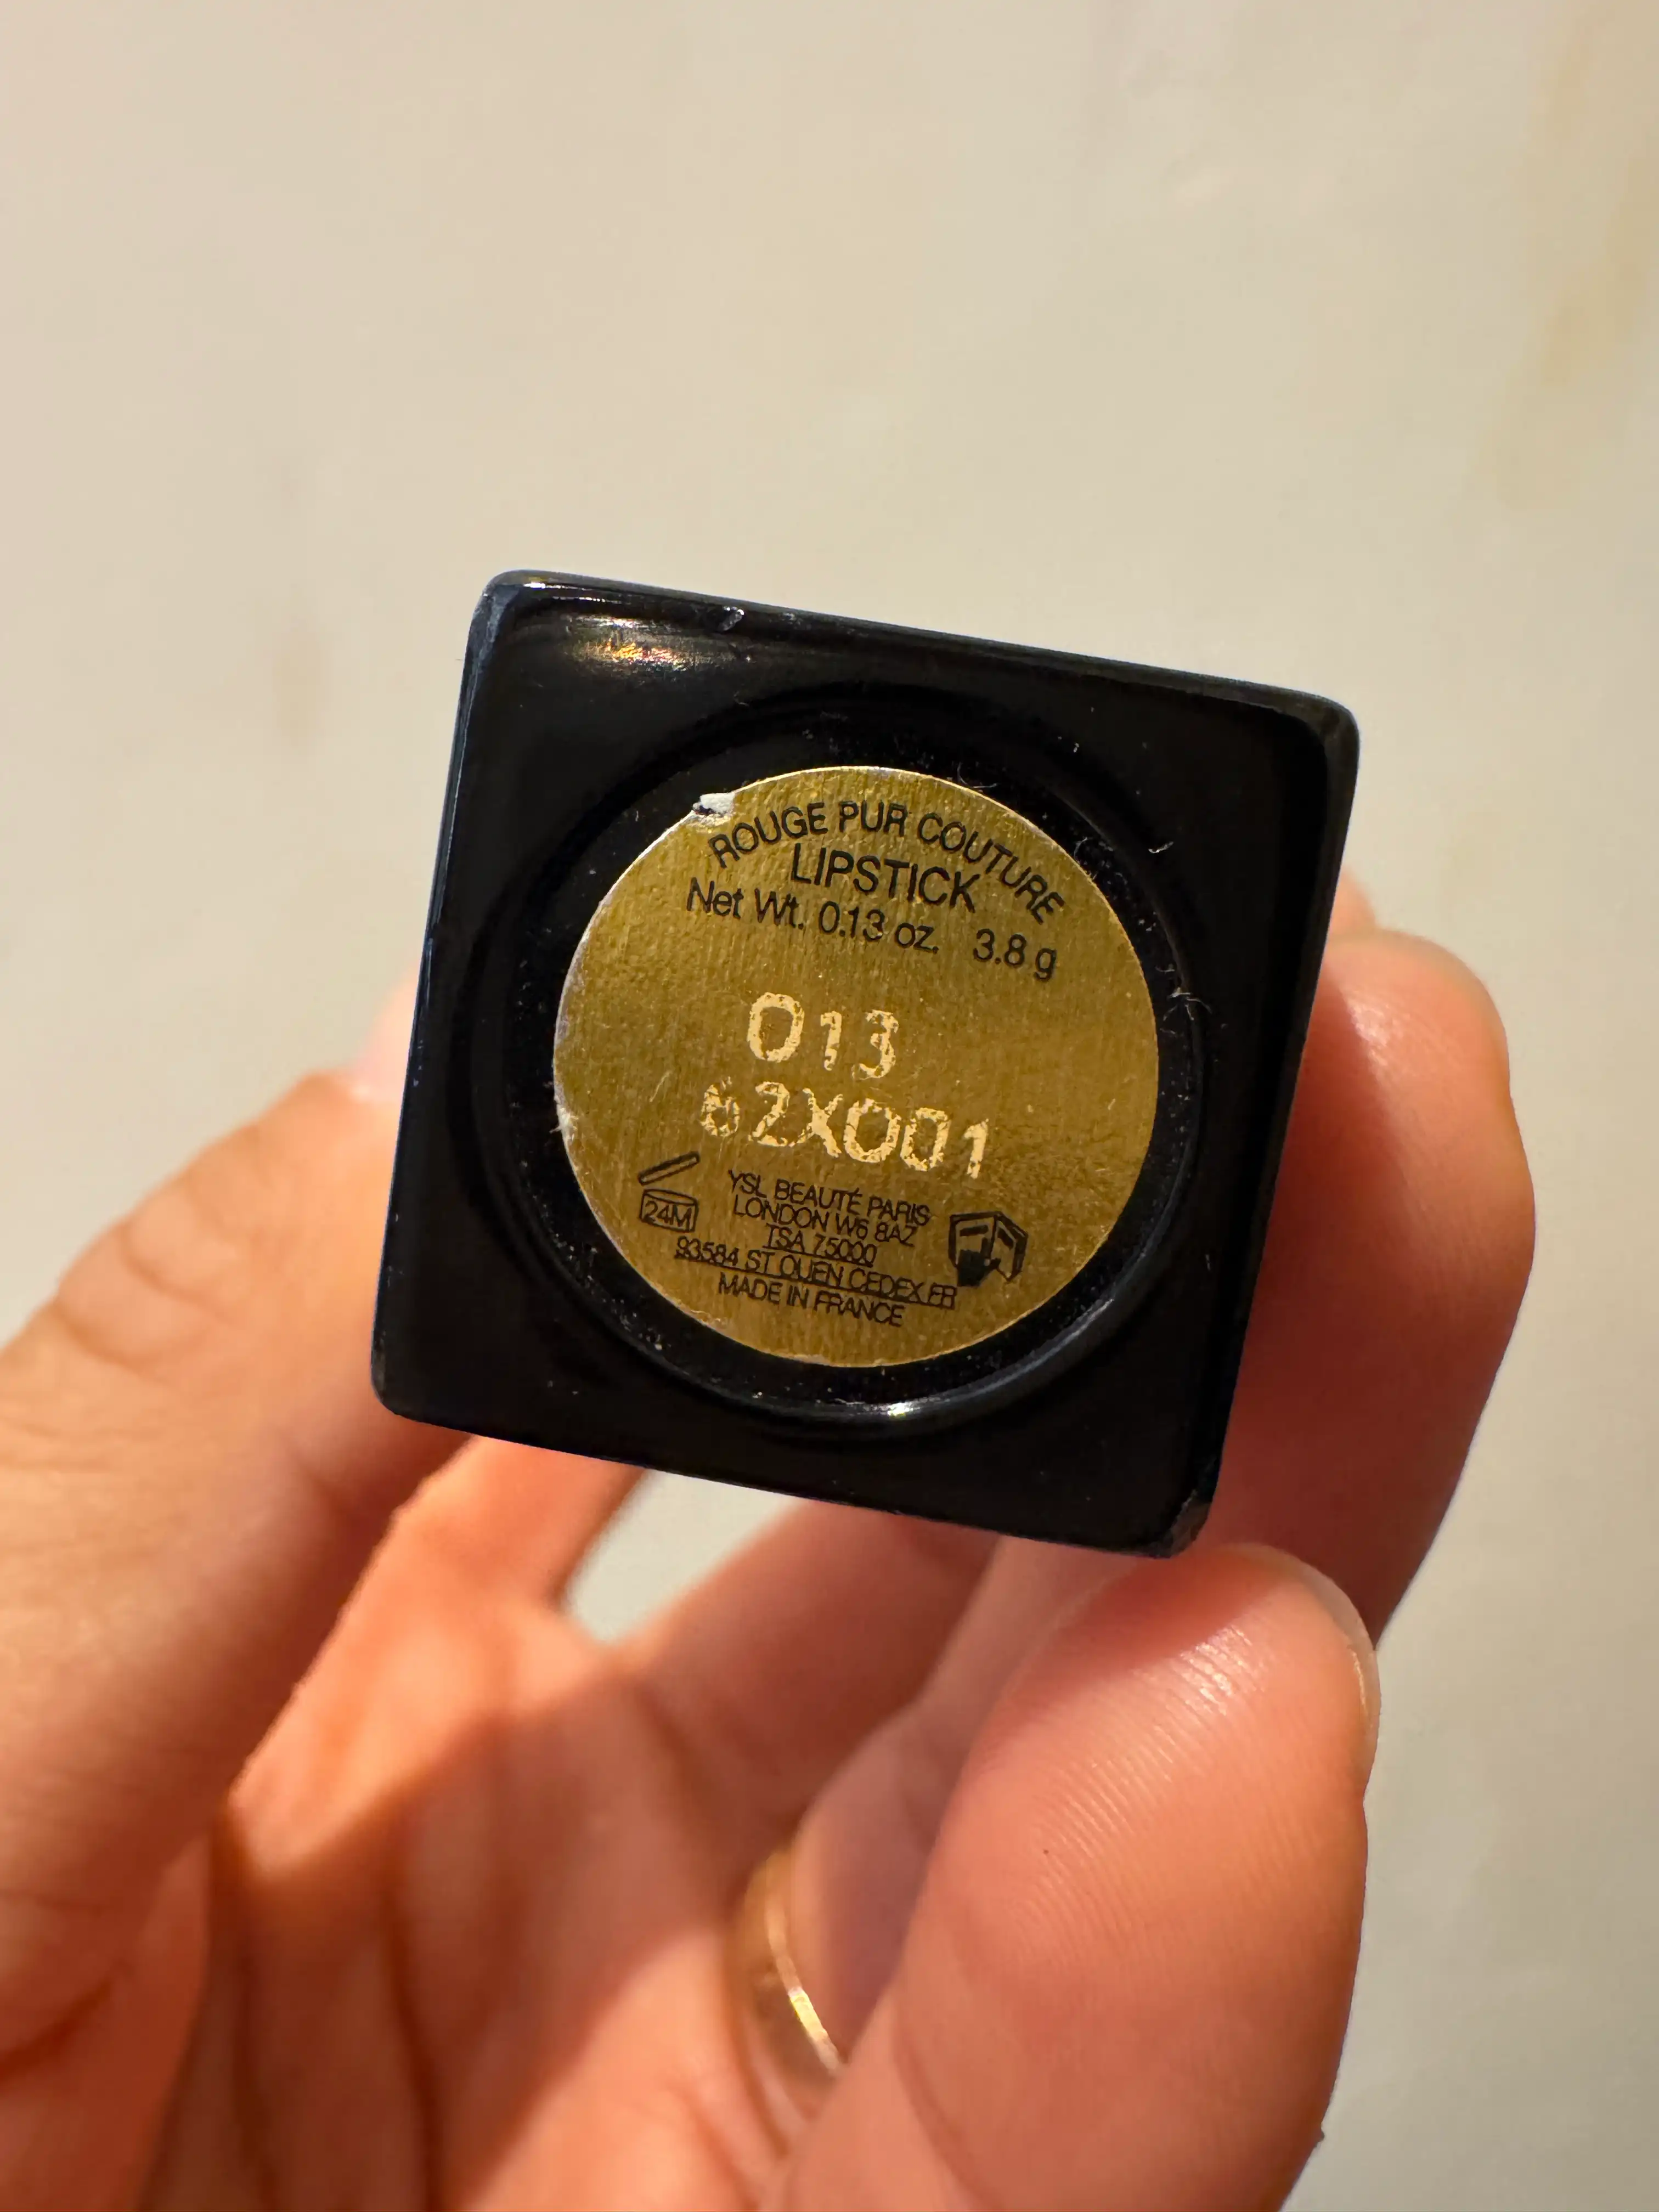 ROUGE PUR COUTURE
LIPSTICK
Net Wt. 0.13 oz. 3.8 g
013
62X001
24M
YSL BEAUTÉ PARIS
LONDON W6 8AZ
TSA 75000
93584 ST OUEN CEDEX FR
MADE IN FRANCE